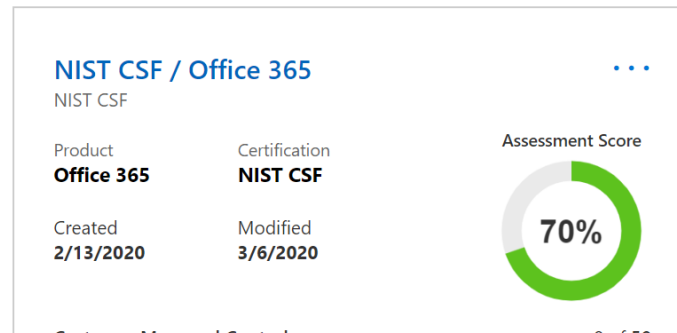 NIST CSF / Office 365
NIST CSF
Product
Certification
Assessment Score
Office 365
NIST CSF
Created
Modified
70%
2/13/2020
3/6/2020